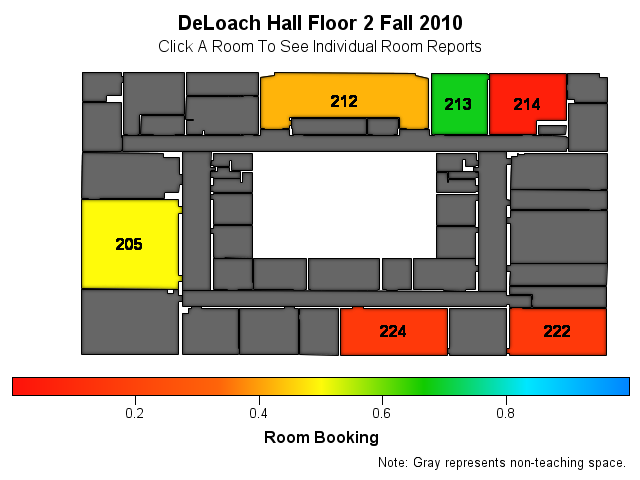 DeLoach Hall Floor 2 Fall 2010
Click A Room To See Individual Room Reports
212
213
214
205
224
222
0.2 0.4 0.6 0.8
Room Booking
Note: Gray represents non-teaching space.